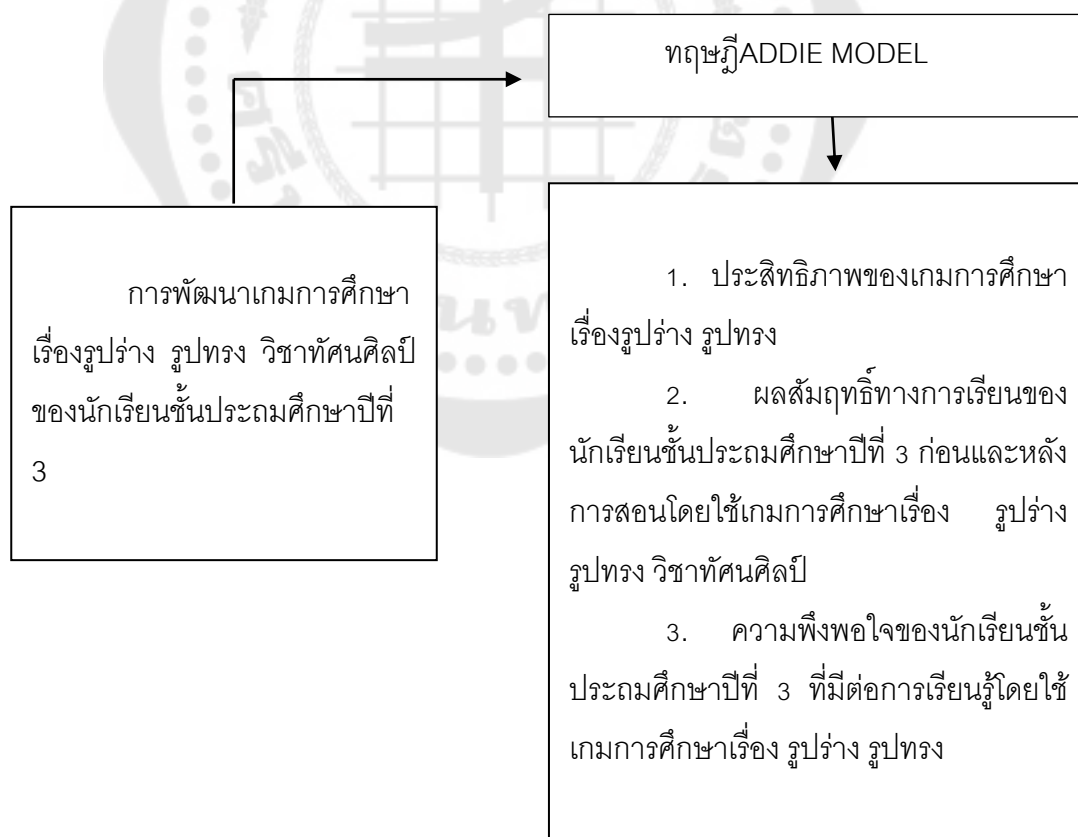 ทฤษฎีADDIE MODEL
การพัฒนาเกมการศึกษา
เรื่องรูปร่าง รูปทรง วิชาทัศนศิลป์
ของนักเรียนชั้นประถมศึกษาปีที่
3
1. ประสิทธิภาพของเกมการศึกษา
เรื่องรูปร่าง รูปทรง
2. ผลสัมฤทธิ์ทางการเรียนของ
นักเรียนชั้นประถมศึกษาปีที่ 3 ก่อนและหลัง
การสอนโดยใช้เกมการศึกษาเรื่อง รูปร่าง
รูปทรง วิชาทัศนศิลป์
3. ความพึงพอใจของนักเรียนชั้น
ประถมศึกษาปีที่ 3 ที่มีต่อการเรียนรู้โดยใช้
เกมการศึกษาเรื่อง รูปร่าง รูปทรง